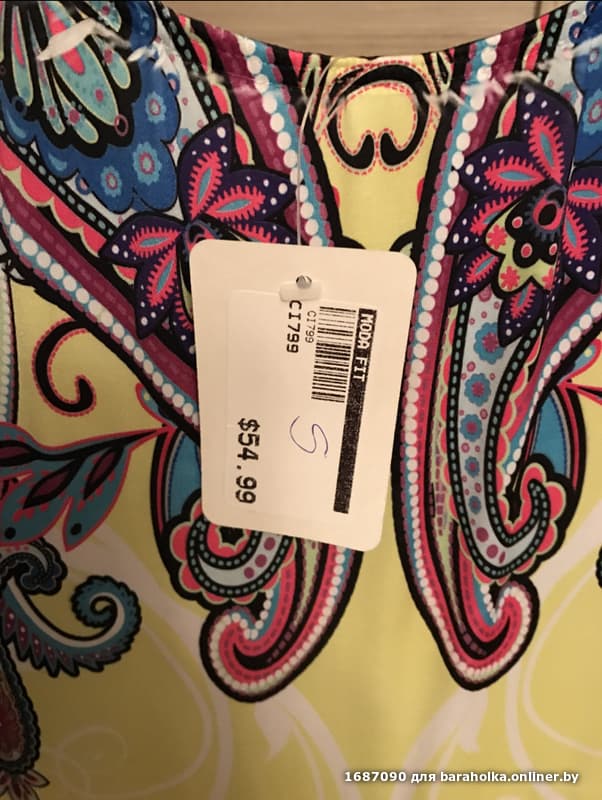 MODA FIT
CI799
CI799
S
$54.99
1687090 для baraholka.onliner.by